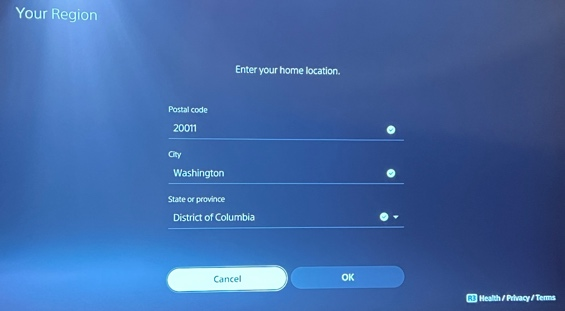 Your Region
Enter your home location.
Postal code
20011
City
Washington
State or province
District of Columbia
Cancel
OK
R3 Health / Privacy / Terms